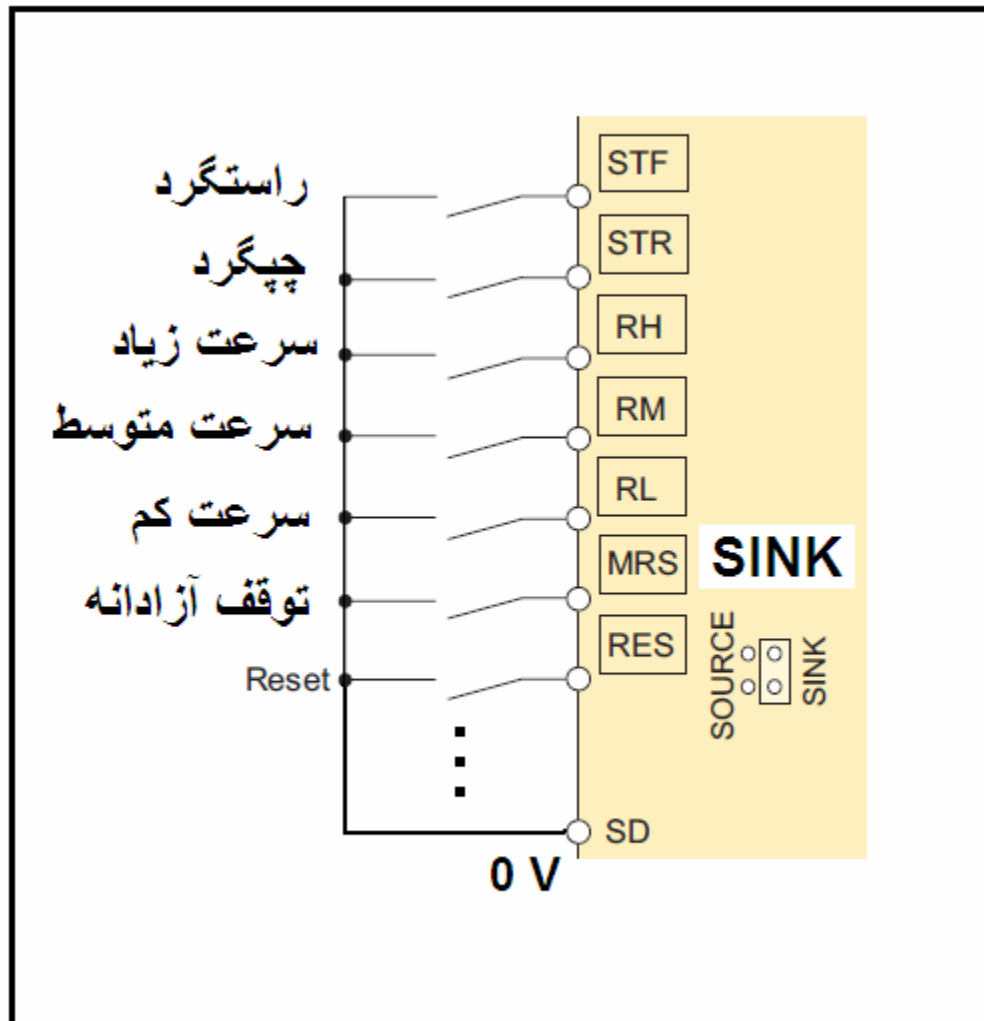 STF
راستگرد
STR
چپگرد
RH
سرعت زیاد
RM
سرعت متوسط
RL
سرعت کم
MRS
SINK
توقف آزادانه
RES
Reset
SOURCE
SINK
SD
0 V